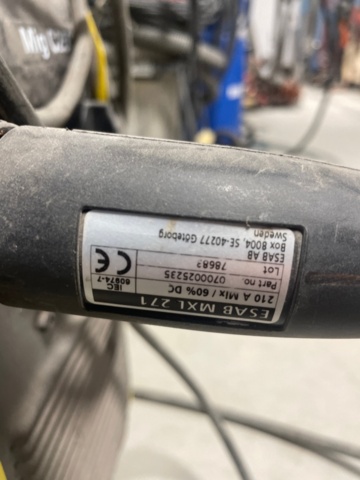 Mig C
ESAB MXL 271
210 A Mix / 60% DC
Part no. 0700025235
Lot 78683
IEC 60974-7
CE
ESAB AB
Box 8004, SE-40277 Göteborg
Sweden